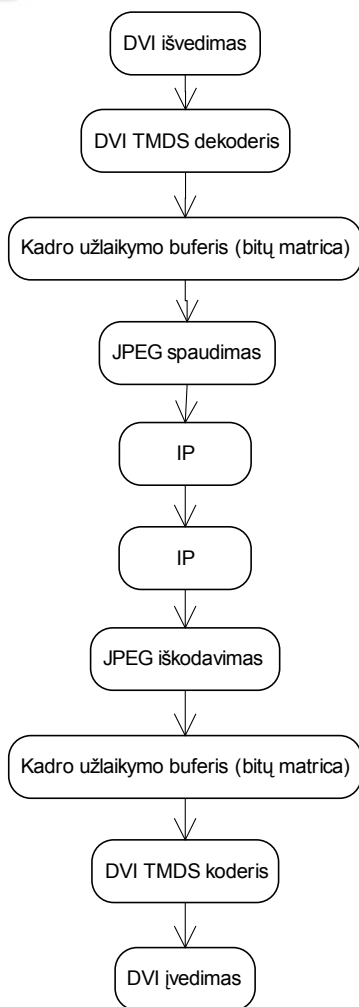 DVI išvedimas
DVI TMDS dekoderis
Kadro užlaikymo buferis (bitų matrica)
JPEG spaudimas
IP
IP
JPEG iškodavimas
Kadro užlaikymo buferis (bitų matrica)
DVI TMDS koderis
DVI įvedimas